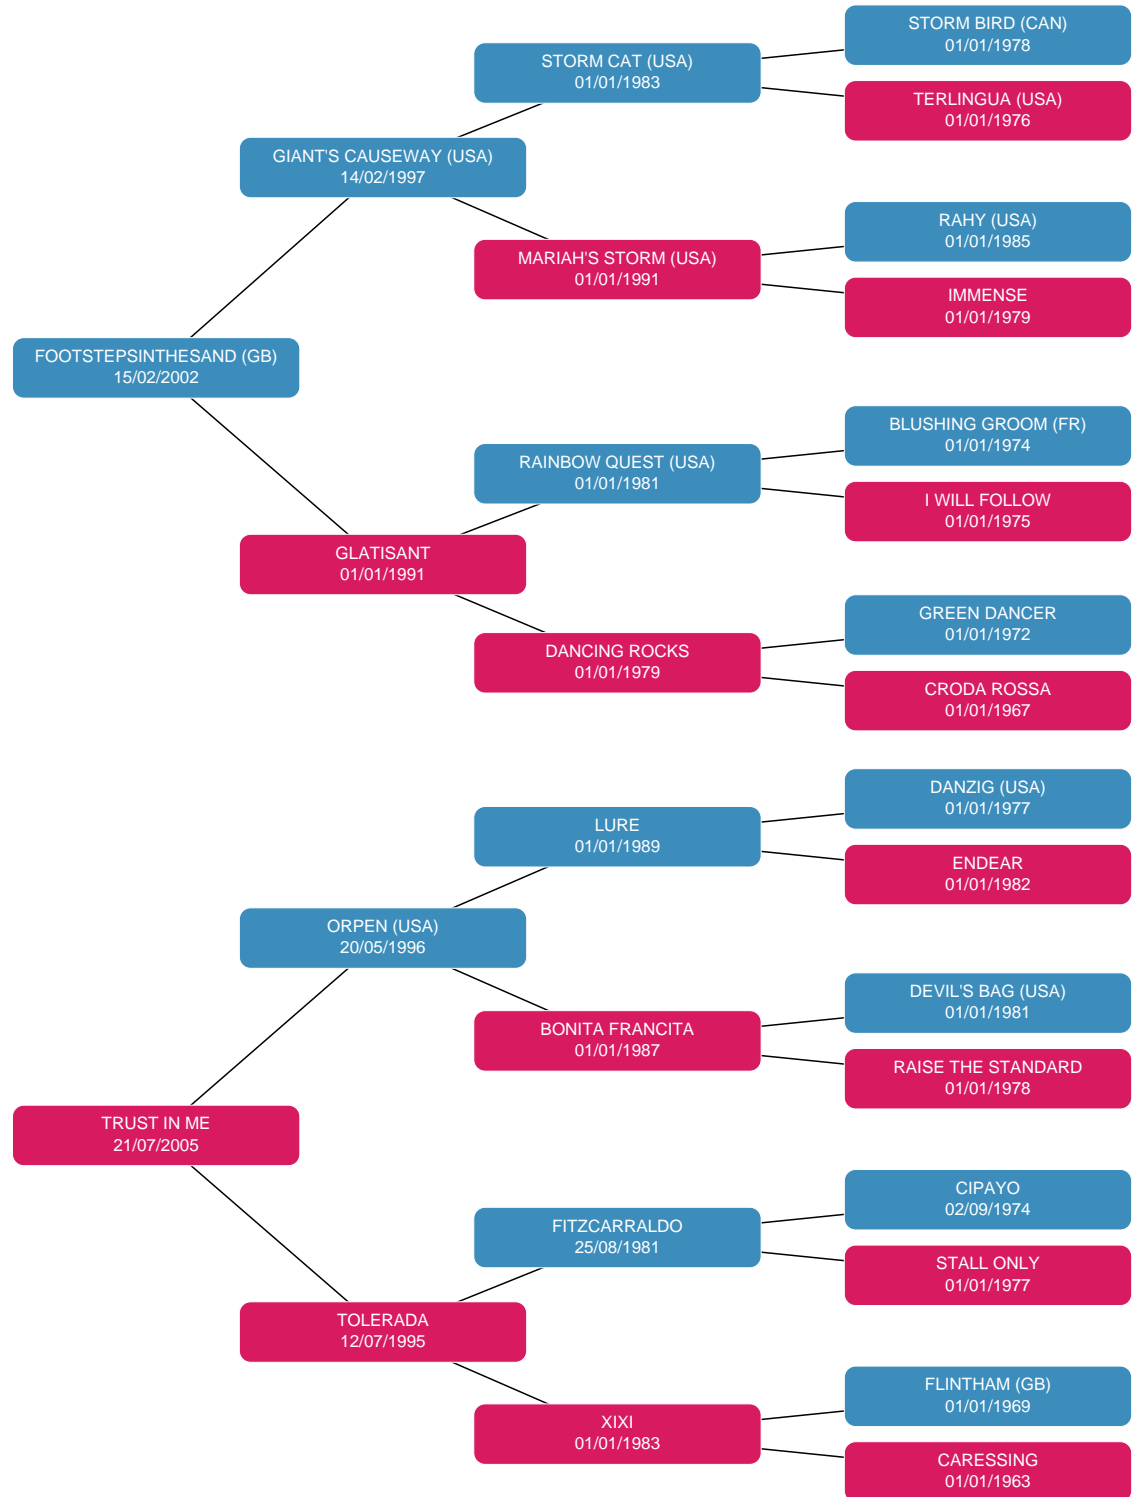 STORM BIRD (CAN)
01/01/1978
STORM CAT (USA)
01/01/1983
TERLINGUA (USA)
01/01/1976
GIANT'S CAUSEWAY (USA)
14/02/1997
RAHY (USA)
01/01/1985
MARIAH'S STORM (USA)
01/01/1991
IMMENSE
01/01/1979
FOOTSTEPSINTHESAND (GB)
15/02/2002
BLUSHING GROOM (FR)
01/01/1974
RAINBOW QUEST (USA)
01/01/1981
I WILL FOLLOW
01/01/1975
GLATISANT
01/01/1991
GREEN DANCER
01/01/1972
DANCING ROCKS
01/01/1979
CRODA ROSSA
01/01/1967
DANZIG (USA)
01/01/1977
LURE
01/01/1989
ENDEAR
01/01/1982
ORPEN (USA)
20/05/1996
DEVIL'S BAG (USA)
01/01/1981
BONITA FRANCITA
01/01/1987
RAISE THE STANDARD
01/01/1978
TRUST IN ME
21/07/2005
CIPAYO
02/09/1974
FITZCARRALDO
25/08/1981
STALL ONLY
01/01/1977
TOLERADA
12/07/1995
FLINTHAM (GB)
01/01/1969
XIXI
01/01/1983
CARESSING
01/01/1963